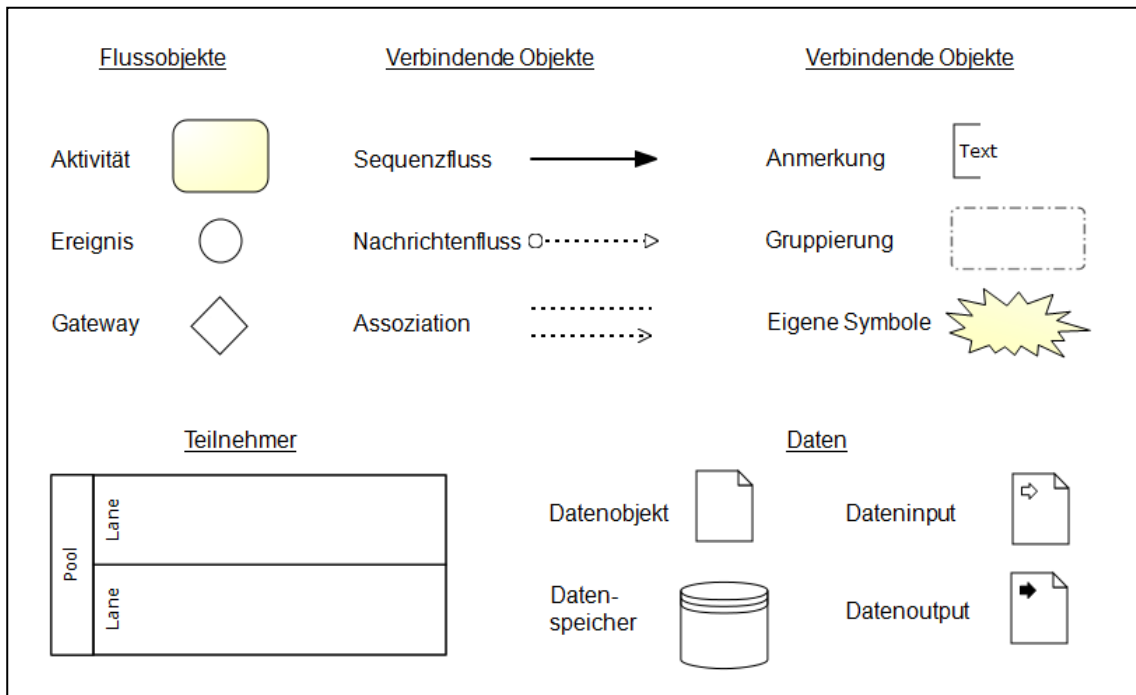 Flussobjekte
Verbindende Objekte
Verbindende Objekte
Aktivität
Sequenzfluss
Anmerkung
Text
Ereignis
Nachrichtenfluss
Gruppierung
Gateway
Assoziation
Eigene Symbole
Teilnehmer
Daten
Pool
Lane
Lane
Datenobjekt
Dateninput
Daten-
speicher
Datenoutput